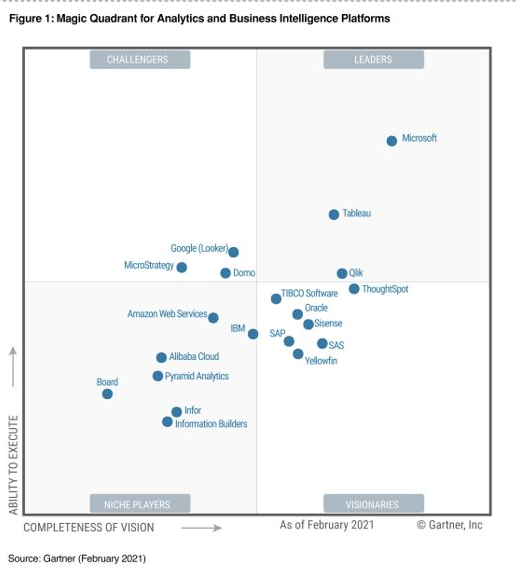 Figure 1: Magic Quadrant for Analytics and Business Intelligence Platforms
CHALLENGERS
LEADERS
Microsoft
Tableau
Google (Looker)
MicroStrategy
Domo
Qlik
ThoughtSpot
TIBCO Software
Oracle
Amazon Web Services
Sisense
IBM
SAP
SAS
Yellowfin
Alibaba Cloud
Pyramid Analytics
Board
Infor
Information Builders
ABILITY TO EXECUTE
NICHE PLAYERS
VISIONARIES
COMPLETENESS OF VISION
As of February 2021
© Gartner, Inc
Source: Gartner (February 2021)